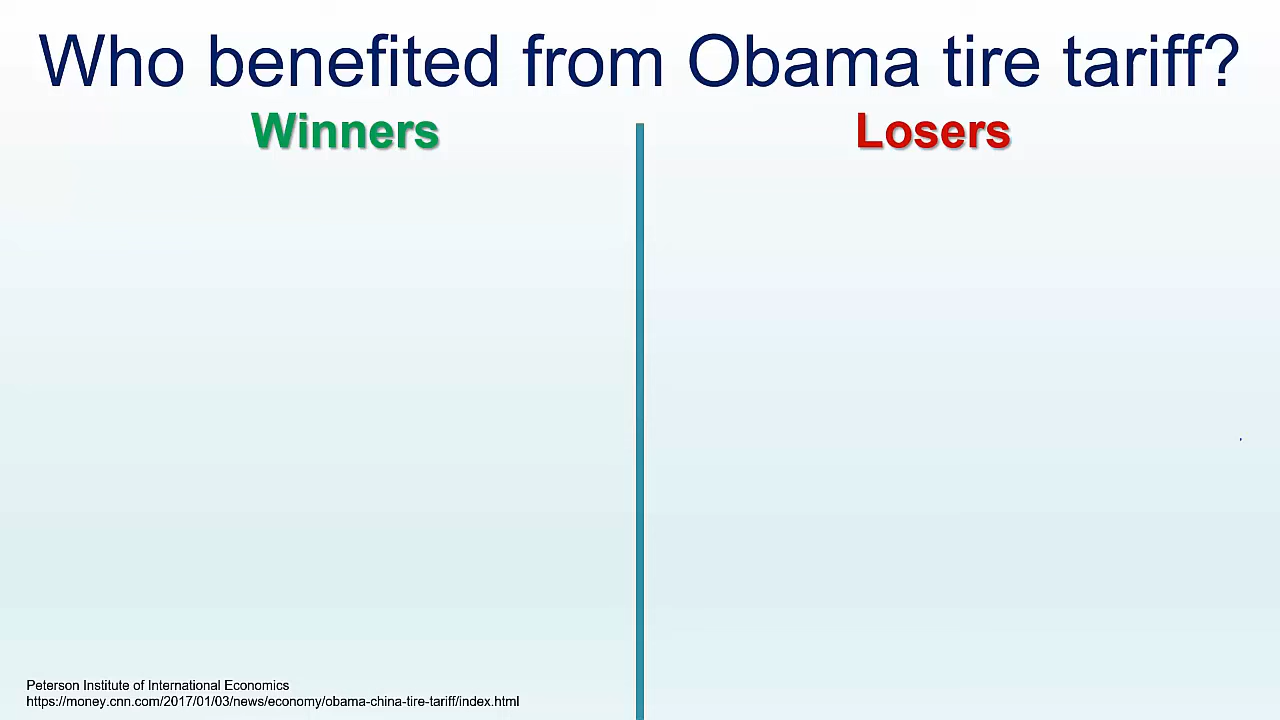 Who benefited from Obama tire tariff?
Winners
Losers
Peterson Institute of International Economics
https://money.cnn.com/2017/01/03/news/economy/obama-china-tire-tariff/index.html